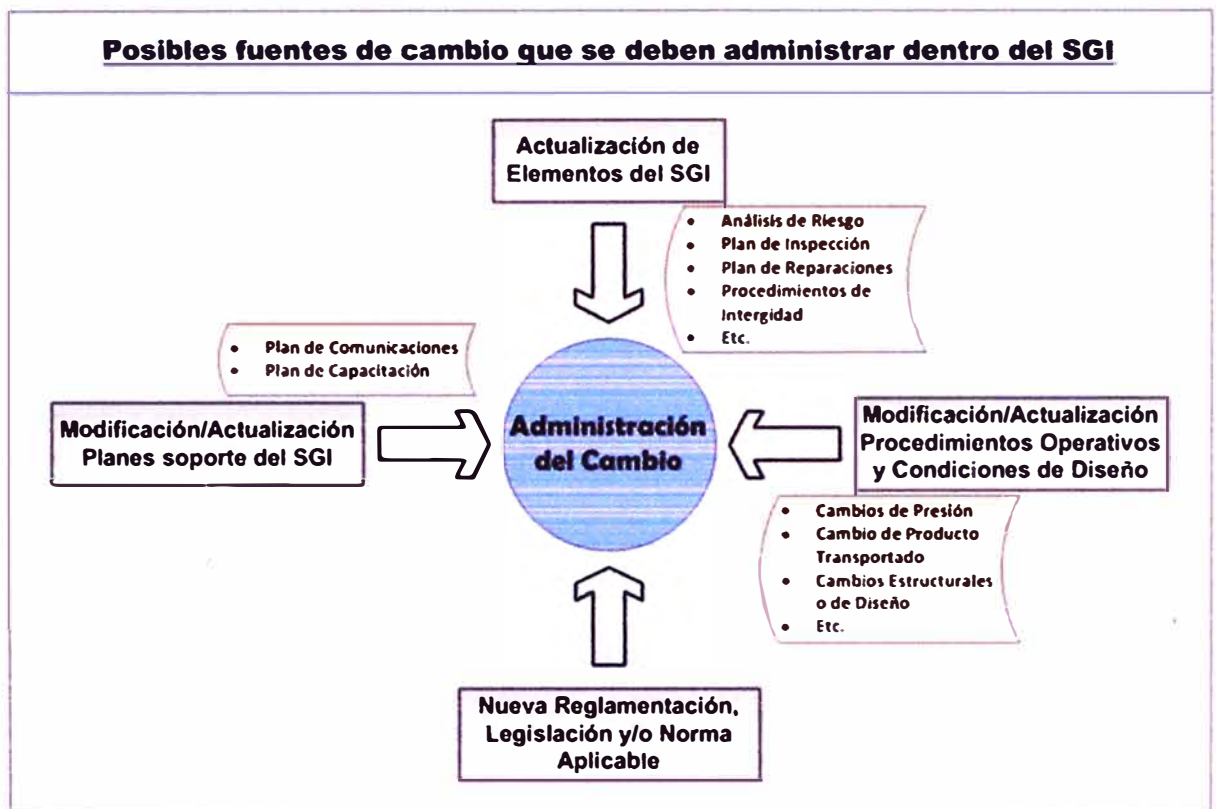 Posibles fuentes de cambio que se deben administrar dentro del SGI
Actualización de
Elementos del SGI
• Análisis de Riesgo
• Plan de Inspección
• Plan de Reparaciones
• Procedimientos de
Intergidad
• Etc.
• Plan de Comunicaciones
• Plan de Capacitación
Modificación/Actualización
Planes soporte del SGI
Administración
del Cambio
Modificación/Actualización
Procedimientos Operativos
y Condiciones de Diseño
• Cambios de Presión
• Cambio de Producto
Transportado
• Cambios Estructurales
o de Diseño
• Etc.
Nueva Reglamentación,
Legislación y/o Norma
Aplicable